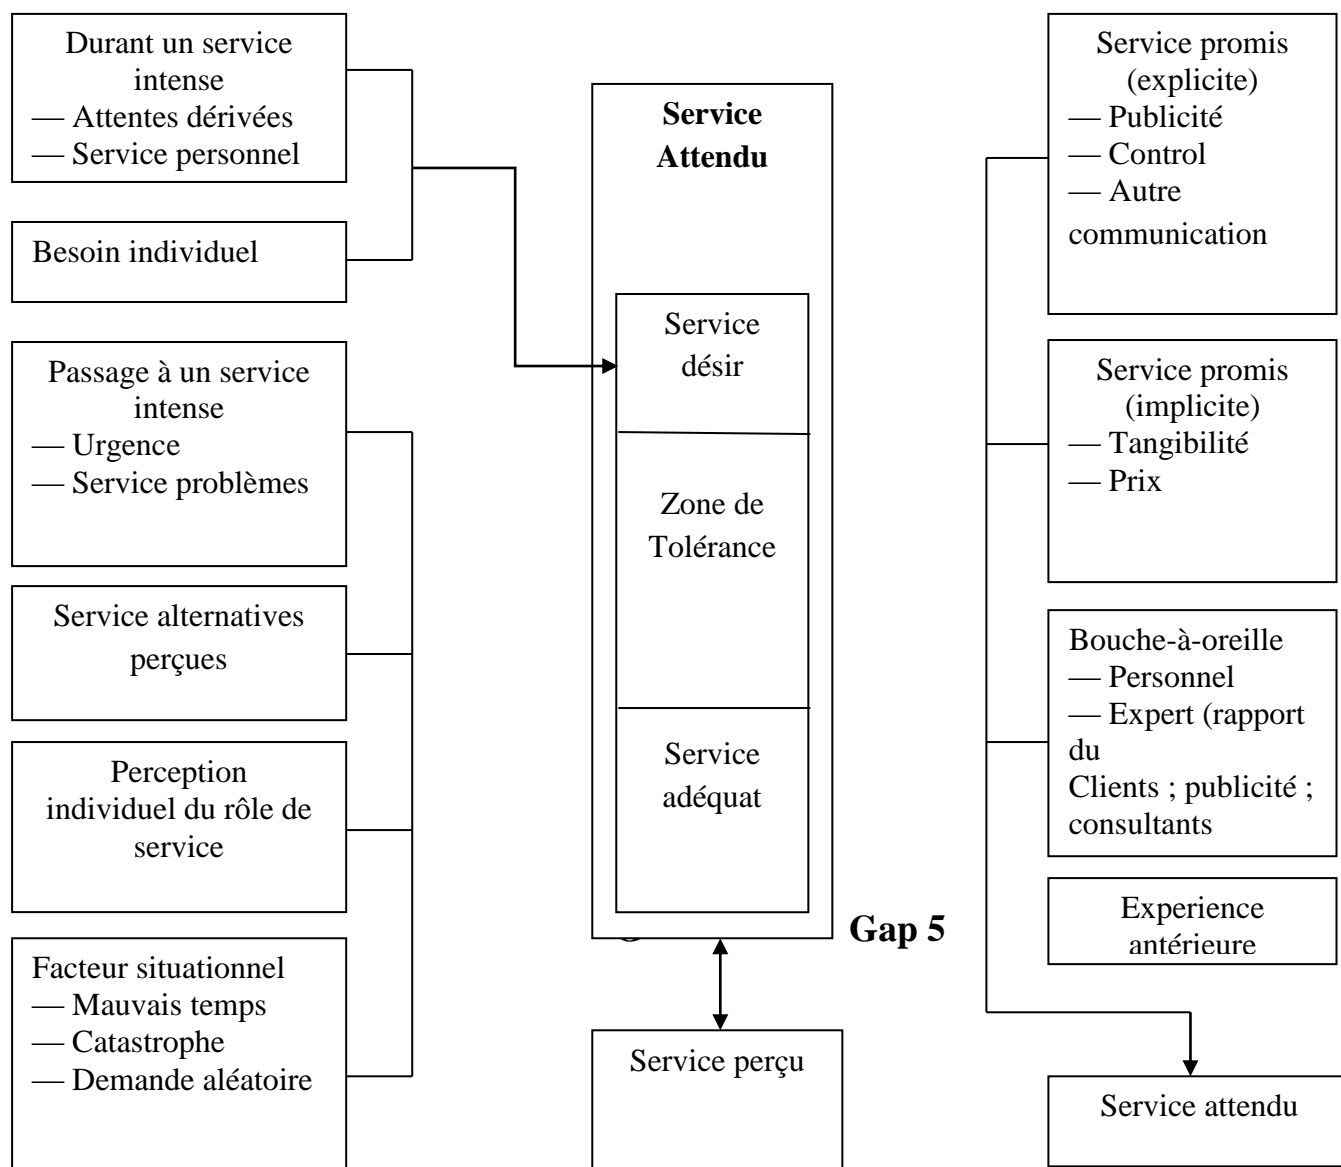 Durant un service
intense
— Attentes dérivées
— Service personnel
Besoin individuel
Passage à un service
intense
— Urgence
— Service problèmes
Service alternatives
perçues
Perception
individuel du rôle de
service
Facteur situationnel
— Mauvais temps
— Catastrophe
— Demande aléatoire
Service
Attendu
Service
désir
Zone de
Tolérance
Service
adéquat
Gap 5
Service perçu
Service promis
(explicite)
— Publicité
— Control
— Autre
communication
Service promis
(implicite)
— Tangibilité
— Prix
Bouche-à-oreille
— Personnel
— Expert (rapport
du
Clients ; publicité ;
consultants
Experience
antérieure
Service attendu